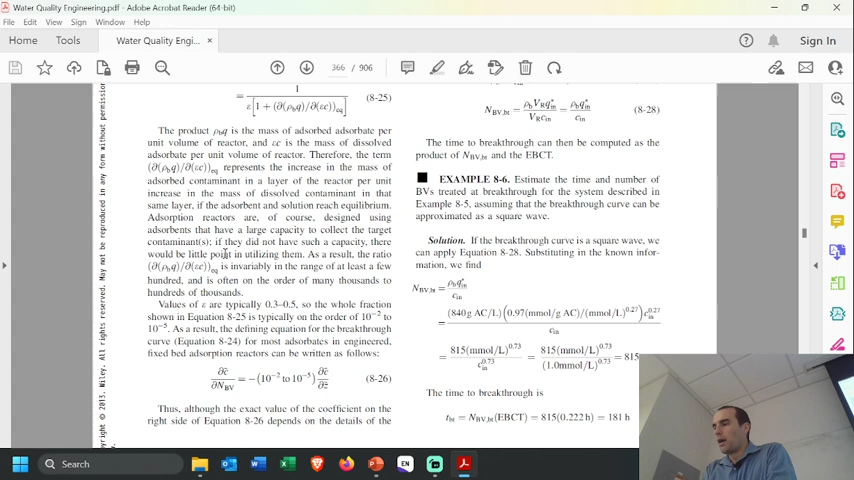 Water Quality Engineering.pdf - Adobe Acrobat Reader (64-bit)
File Edit View Sign Window Help
Home Tools Water Quality Engi... × Sign In
366 / 906
= 1 / ε[1 + (∂(ρbq)/∂(εc))eq] (8-25)
The product ρbq is the mass of adsorbed adsorbate per
unit volume of reactor, and εc is the mass of dissolved
adsorbate per unit volume of reactor. Therefore, the term
(∂(ρbq)/∂(εc))eq represents the increase in the mass of
adsorbed contaminant in a layer of the reactor per unit
increase in the mass of dissolved contaminant in that
same layer, if the adsorbent and solution reach equilibrium.
Adsorption reactors are, of course, designed using
adsorbents that have a large capacity to collect the target
contaminant(s); if they did not have such a capacity, there
would be little point in utilizing them. As a result, the ratio
(∂(ρbq)/∂(εc))eq is invariably in the range of at least a few
hundred, and is often on the order of many thousands to
hundreds of thousands.
Values of ε are typically 0.3–0.5, so the whole fraction
shown in Equation 8-25 is typically on the order of 10−2 to
10−5. As a result, the defining equation for the breakthrough
curve (Equation 8-24) for most adsorbates in engineered,
fixed bed adsorption reactors can be written as follows:
∂c̄/∂NBV = −(10−2 to 10−5) ∂c̄/∂z̄ (8-26)
Thus, although the exact value of the coefficient on the
right side of Equation 8-26 depends on the details of the
NBV,bt = ρbVRq*in / VRcin = ρbq*in / cin (8-28)
The time to breakthrough can then be computed as the
product of NBV,bt and the EBCT.
■ EXAMPLE 8-6. Estimate the time and number of
BVs treated at breakthrough for the system described in
Example 8-5, assuming that the breakthrough curve can be
approximated as a square wave.
Solution. If the breakthrough curve is a square wave, we
can apply Equation 8-28. Substituting in the known infor-
mation, we find
NBV,bt = ρbq*in / cin
= (840 g AC/L)(0.97(mmol/g AC)/(mmol/L)0.27)cin0.27 / cin
= 815(mmol/L)0.73 / cin0.73 = 815(mmol/L)0.73 / (1.0mmol/L)0.73 = 815
The time to breakthrough is
tbt = NBV,bt(EBCT) = 815(0.222 h) = 181 h
yright © 2013. Wiley. All rights reserved. May not be reproduced in any form without permission
Search
EN